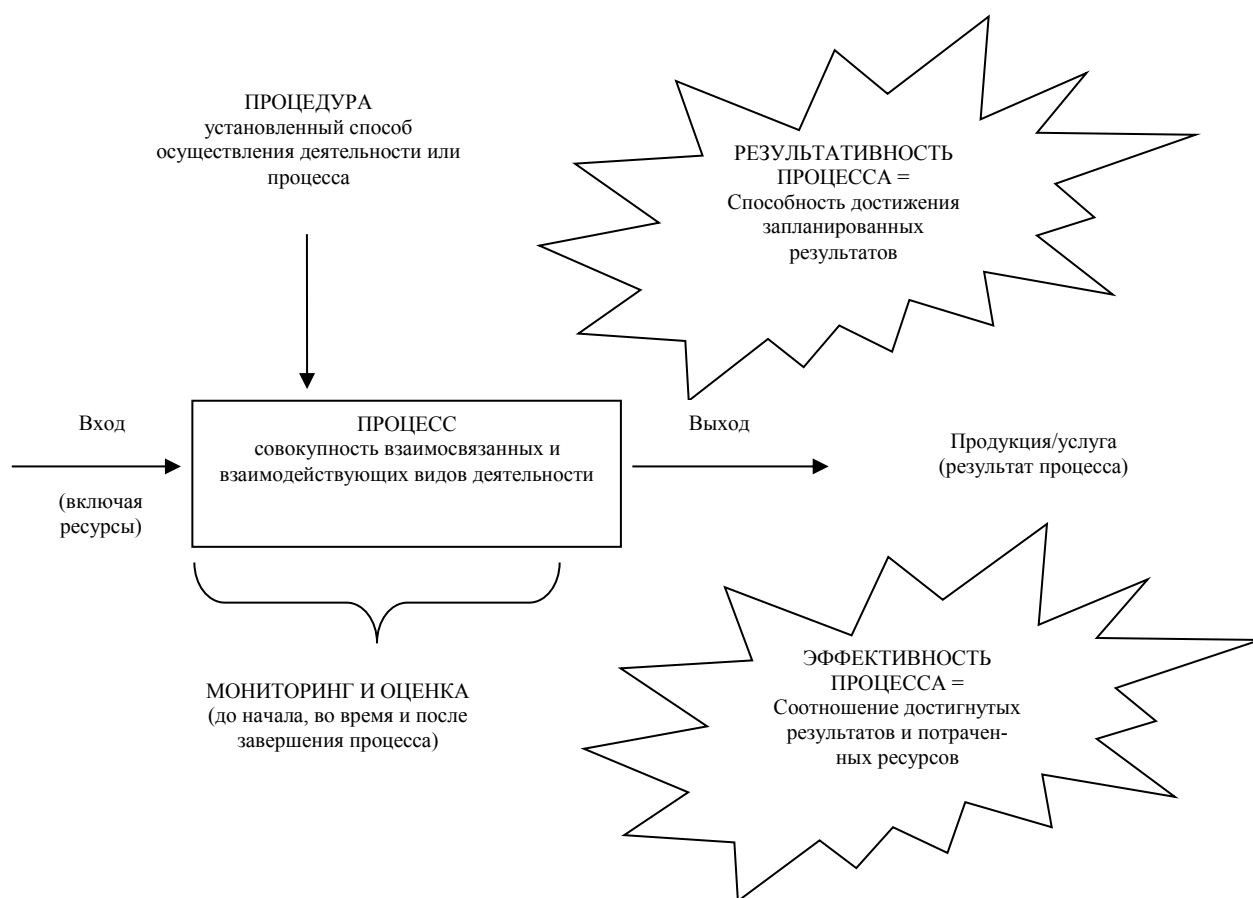 ПРОЦЕДУРА
установленный способ
осуществления деятельности или
процесса
РЕЗУЛЬТАТИВНОСТЬ
ПРОЦЕССА =
Способность достижения
запланированных
результатов
Вход
(включая
ресурсы)
ПРОЦЕСС
совокупность взаимосвязанных и
взаимодействующих видов деятельности
Выход
Продукция/услуга
(результат процесса)
МОНИТОРИНГ И ОЦЕНКА
(до начала, во время и после
завершения процесса)
ЭФФЕКТИВНОСТЬ
ПРОЦЕССА =
Соотношение достигнутых
результатов и потрачен-
ных ресурсов